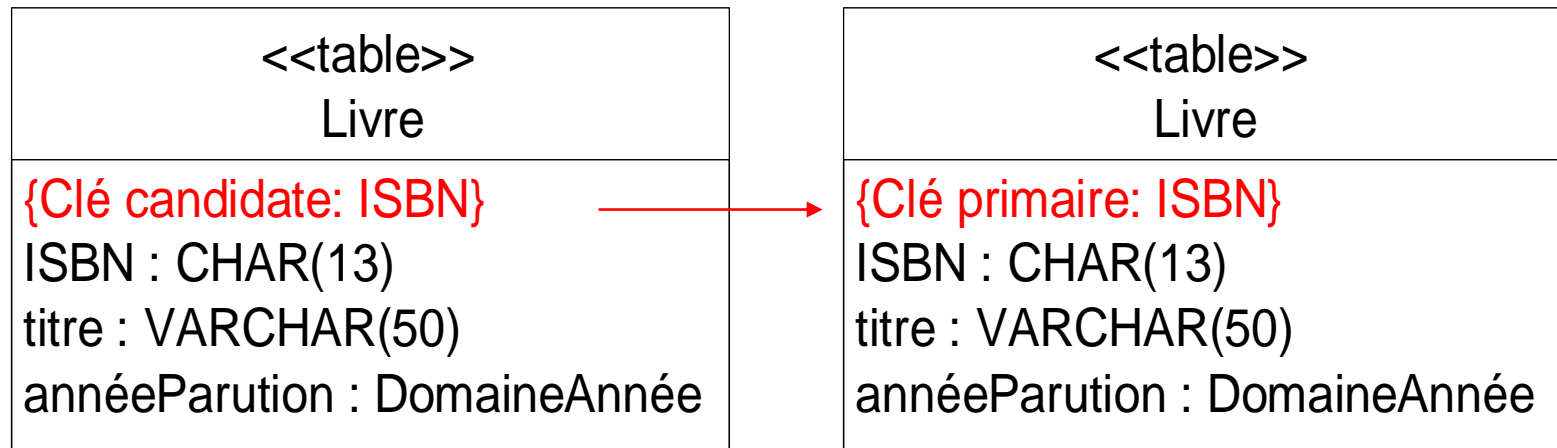 <<table>>
Livre
{Clé candidate: ISBN}
ISBN : CHAR(13)
titre : VARCHAR(50)
annéeParution : DomaineAnnée
<<table>>
Livre
{Clé primaire: ISBN}
ISBN : CHAR(13)
titre : VARCHAR(50)
annéeParution : DomaineAnnée